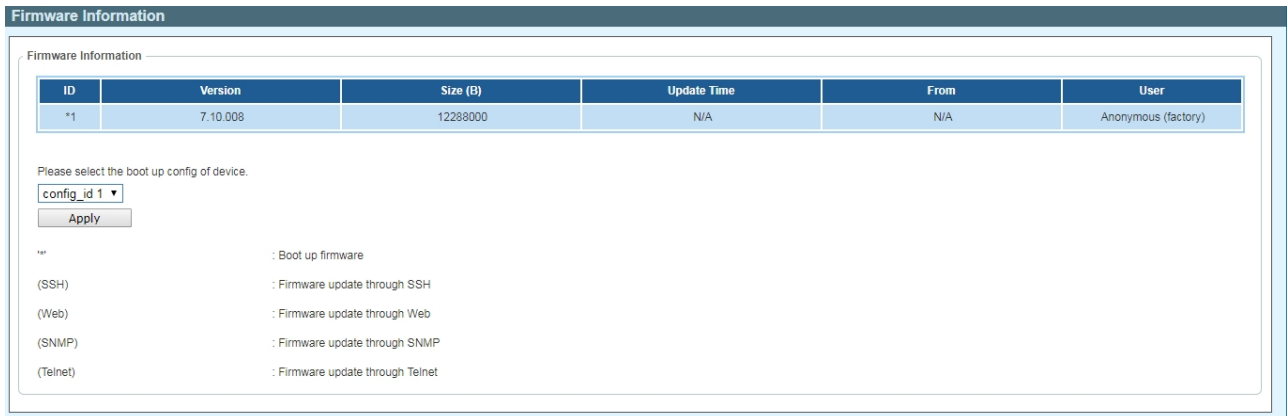 Firmware Information
Firmware Information
ID Version Size (B) Update Time From User
*1 7.10.008 12288000 N/A N/A Anonymous (factory)
Please select the boot up config of device.
config_id 1
Apply
'*' : Boot up firmware
(SSH) : Firmware update through SSH
(Web) : Firmware update through Web
(SNMP) : Firmware update through SNMP
(Telnet) : Firmware update through Telnet